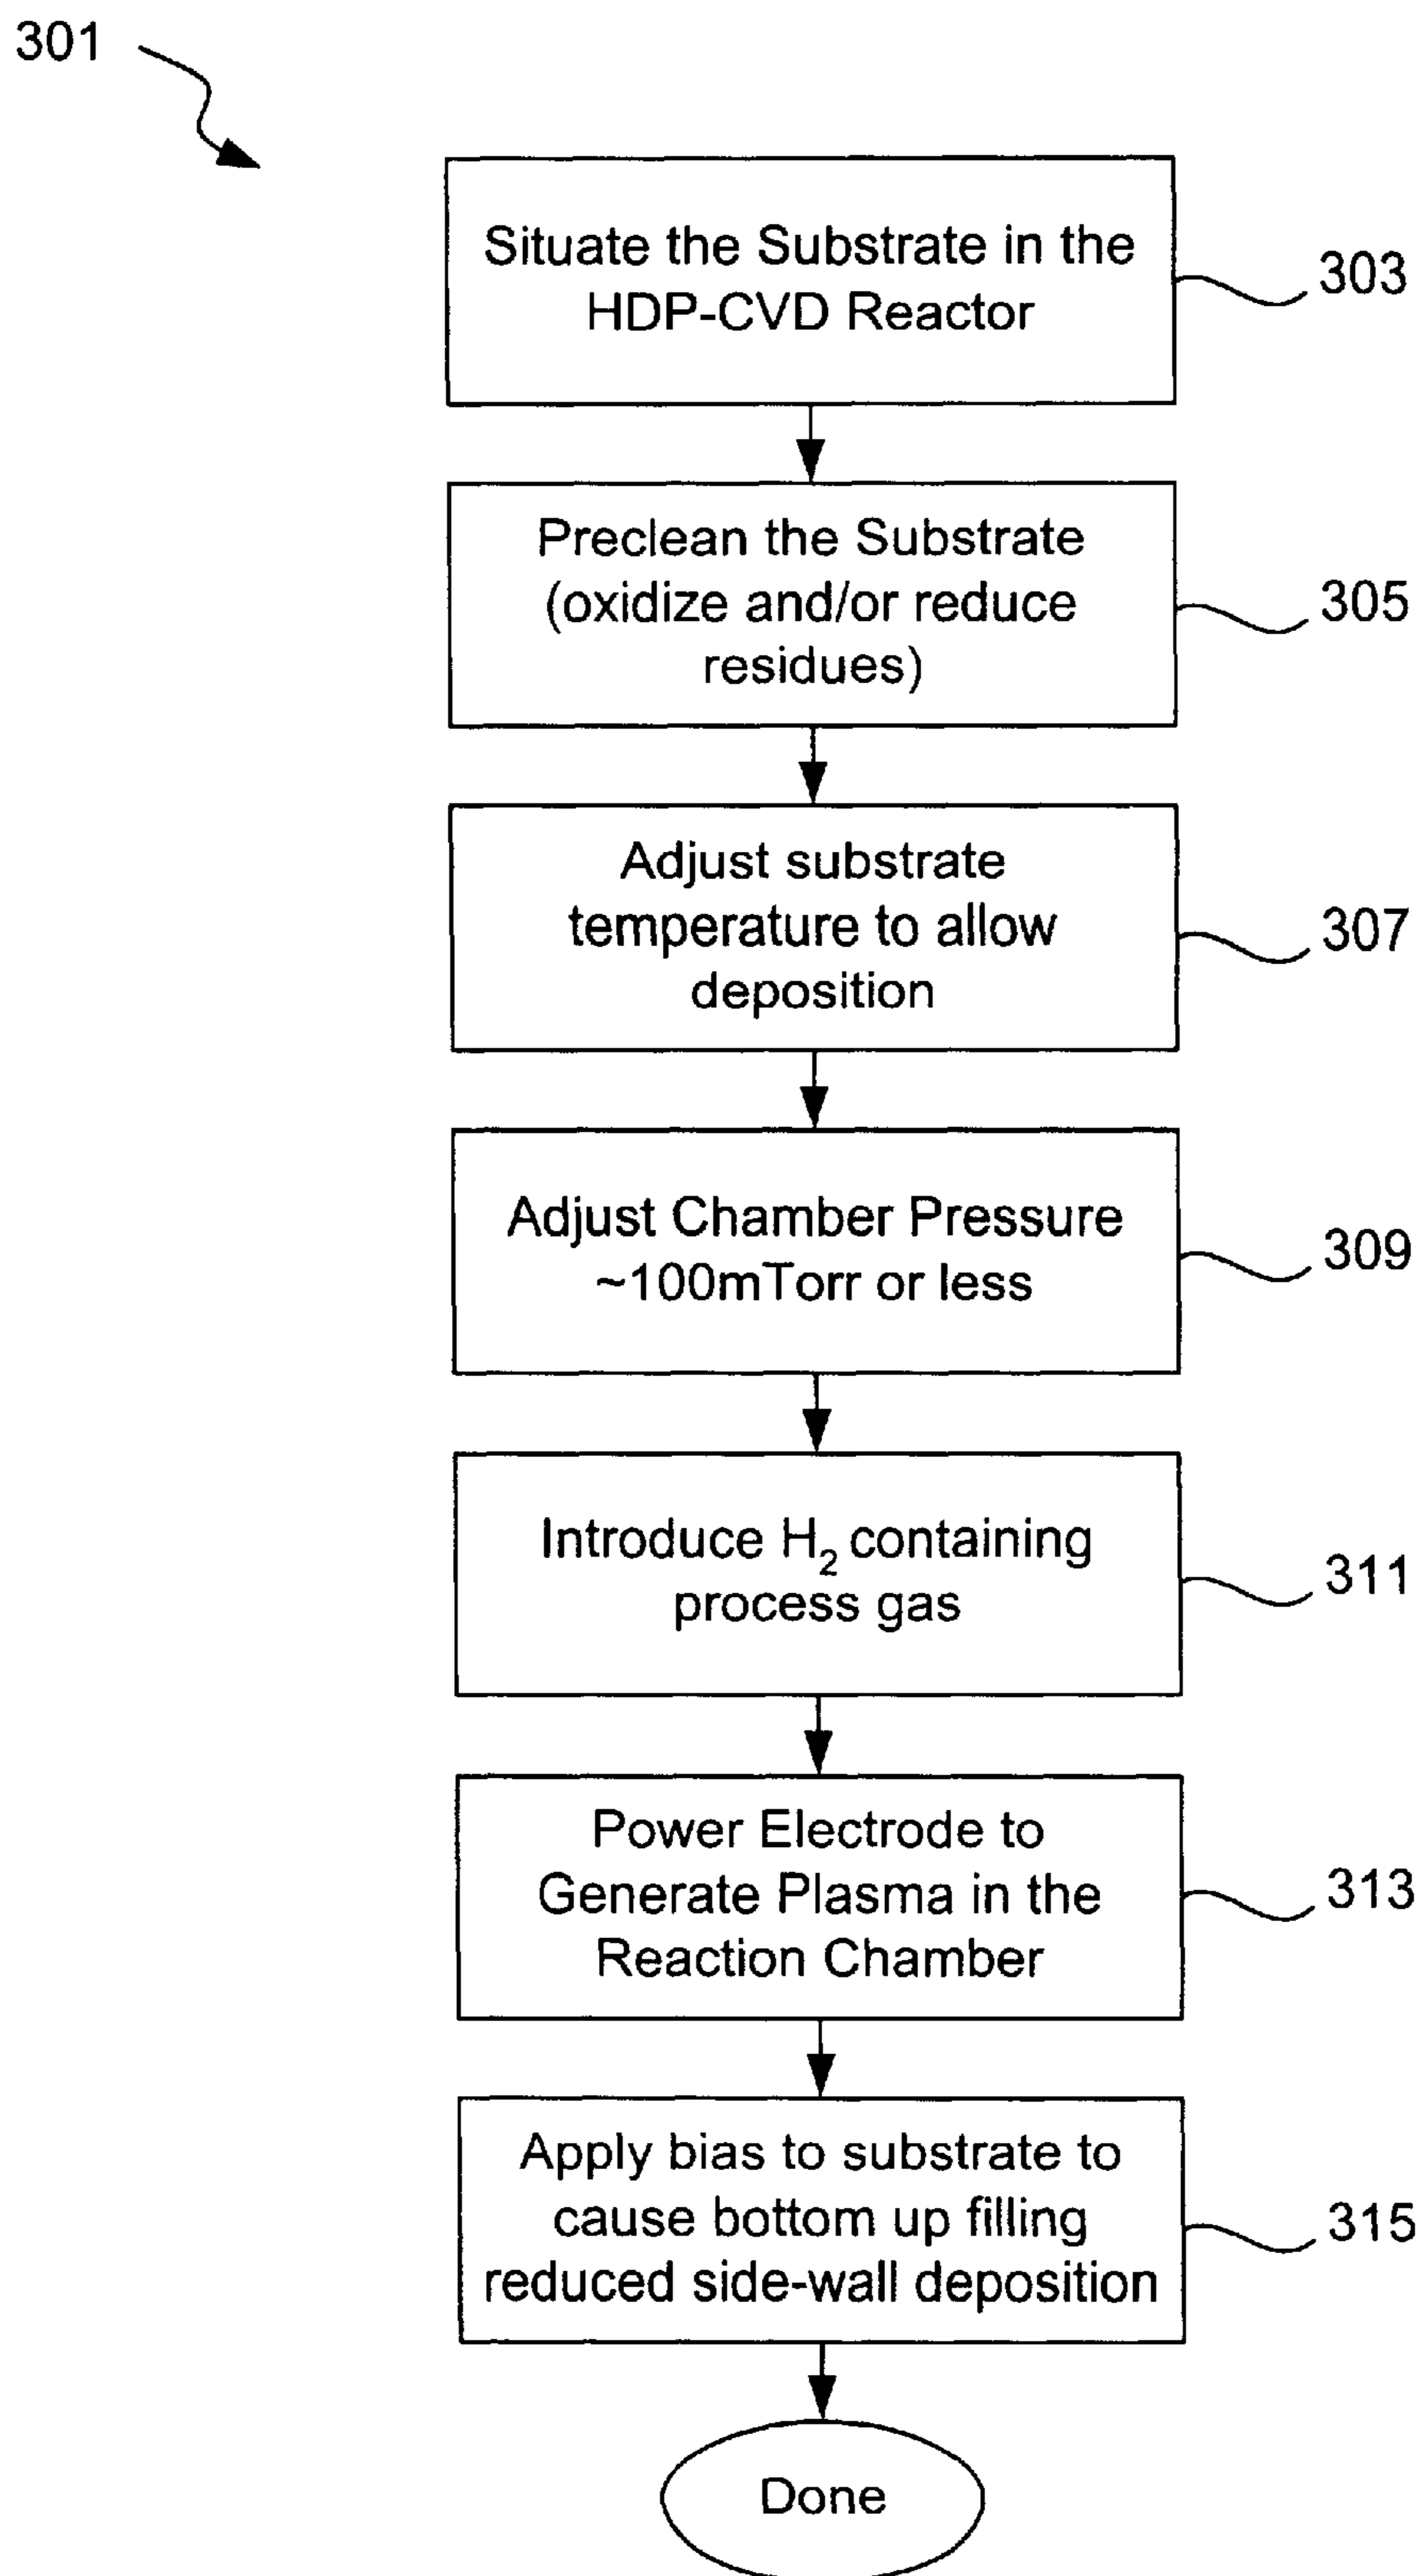 301
Situate the Substrate in the
HDP-CVD Reactor
303
Preclean the Substrate
(oxidize and/or reduce
residues)
305
Adjust substrate
temperature to allow
deposition
307
Adjust Chamber Pressure
~100mTorr or less
309
Introduce H₂ containing
process gas
311
Power Electrode to
Generate Plasma in the
Reaction Chamber
313
Apply bias to substrate to
cause bottom up filling
reduced side-wall deposition
315
Done